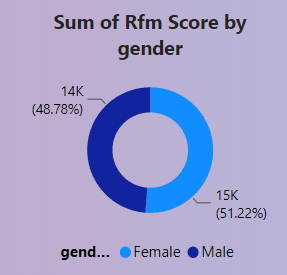 Sum of Rfm Score by
gender
14K
(48.78%)
15K
(51.22%)
gend... Female Male